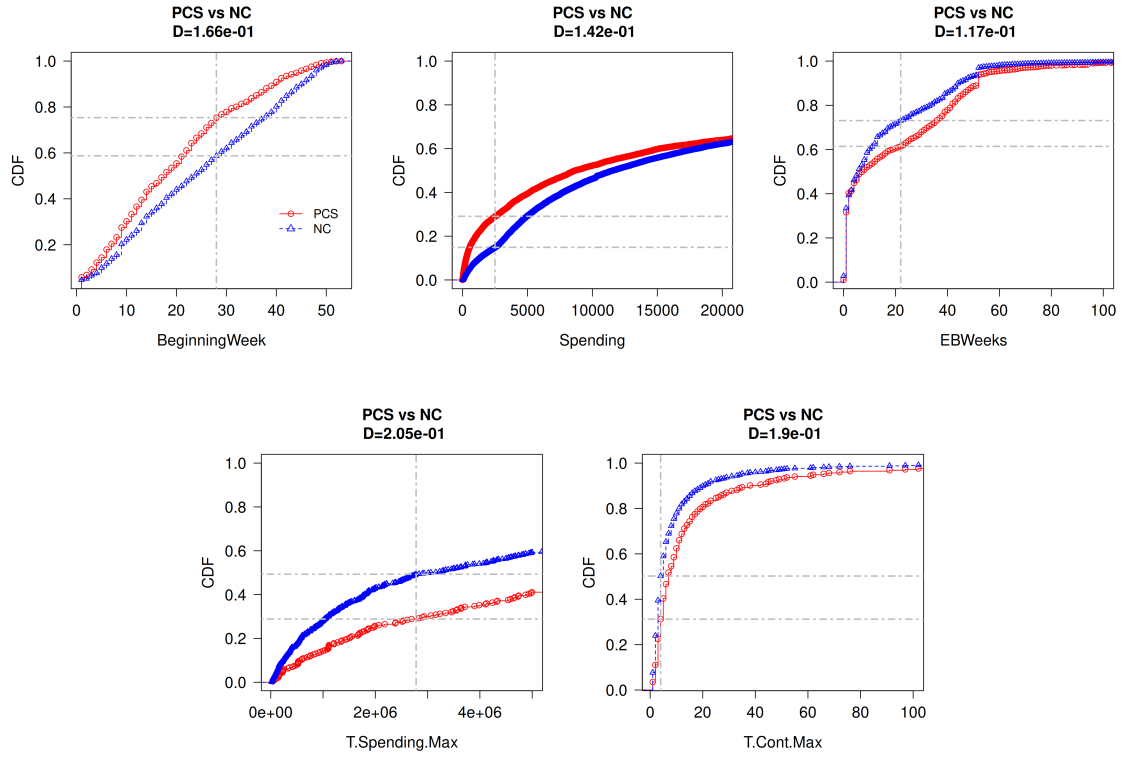 PCS vs NC
D=1.66e-01
CDF
1.0
0.8
0.6
0.4
0.2
PCS
NC
0 10 20 30 40 50
BeginningWeek
PCS vs NC
D=1.42e-01
CDF
1.0
0.8
0.6
0.4
0.2
0.0
0 5000 10000 15000 20000
Spending
PCS vs NC
D=1.17e-01
CDF
1.0
0.8
0.6
0.4
0.2
0.0
0 20 40 60 80 100
EBWeeks
PCS vs NC
D=2.05e-01
CDF
1.0
0.8
0.6
0.4
0.2
0.0
0e+00 2e+06 4e+06
T.Spending.Max
PCS vs NC
D=1.9e-01
CDF
1.0
0.8
0.6
0.4
0.2
0.0
0 20 40 60 80 100
T.Cont.Max